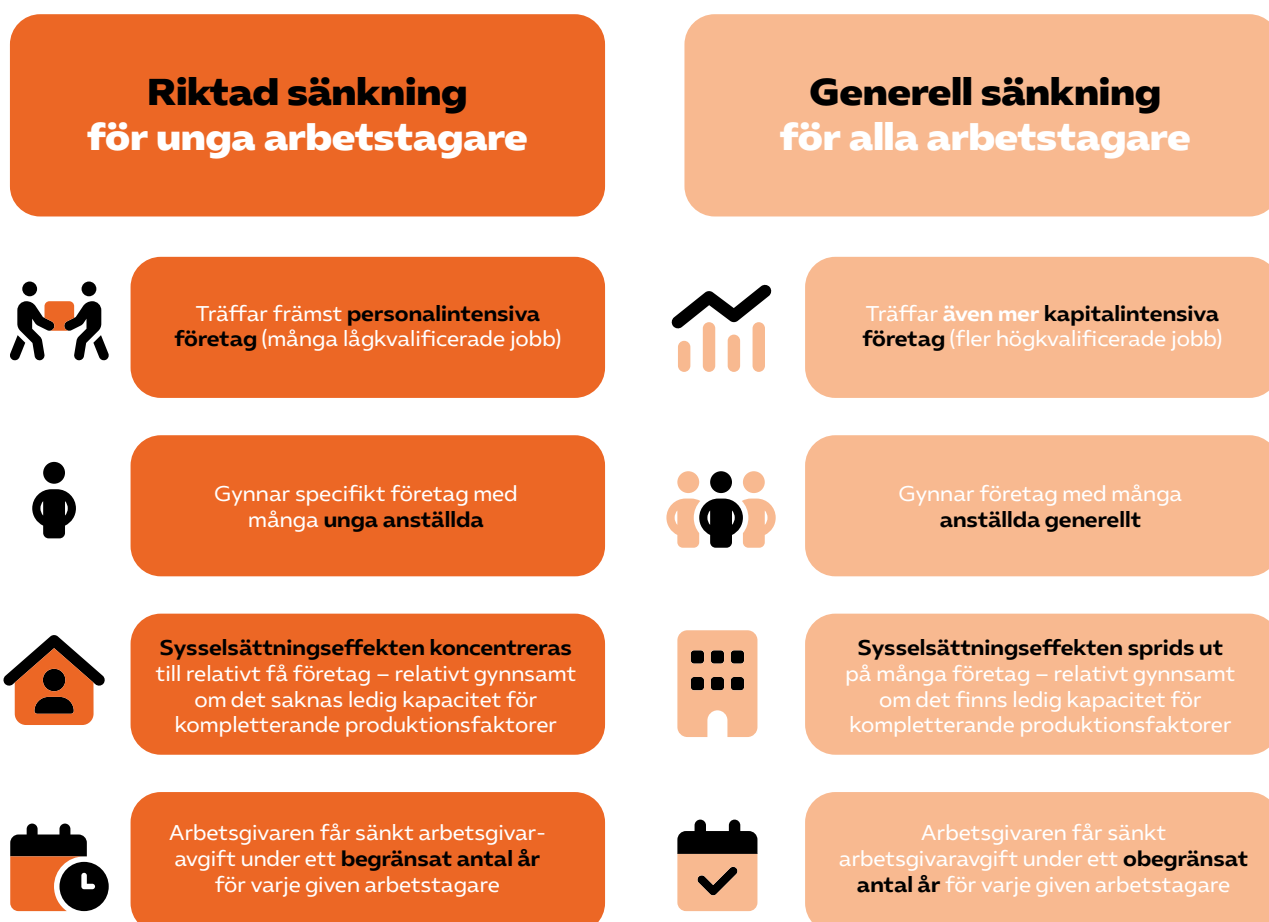 Riktad sänkning
för unga arbetstagare
Generell sänkning
för alla arbetstagare
Träffar främst personalintensiva
företag (många lågkvalificerade jobb)
Träffar även mer kapitalintensiva
företag (fler högkvalificerade jobb)
Gynnar specifikt företag med
många unga anställda
Gynnar företag med många
anställda generellt
Sysselsättningseffekten koncentreras
till relativt få företag – relativt gynnsamt
om det saknas ledig kapacitet för
kompletterande produktionsfaktorer
Sysselsättningseffekten sprids ut
på många företag – relativt gynnsamt
om det finns ledig kapacitet för
kompletterande produktionsfaktorer
Arbetsgivaren får sänkt arbetsgivar-
avgift under ett begränsat antal år
för varje given arbetstagare
Arbetsgivaren får sänkt
arbetsgivaravgift under ett obegränsat
antal år för varje given arbetstagare